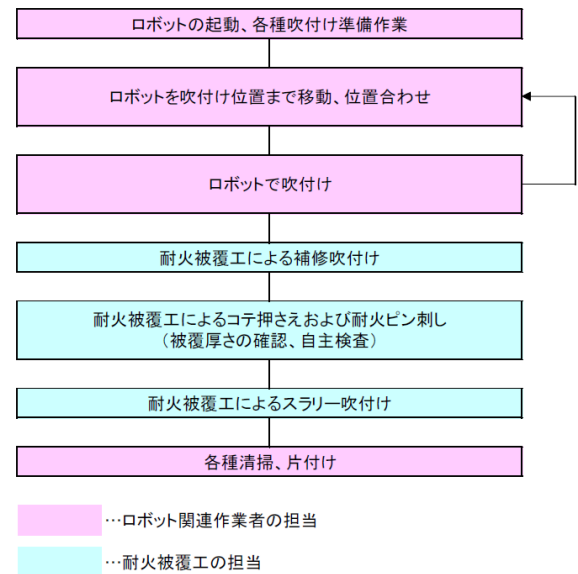 ロボットの起動、各種吹付け準備作業
ロボットを吹付け位置まで移動、位置合わせ
ロボットで吹付け
耐火被覆工による補修吹付け
耐火被覆工によるコテ押さえおよび耐火ピン刺し
（被覆厚さの確認、自主検査）
耐火被覆工によるスラリー吹付け
各種清掃、片付け
…ロボット関連作業者の担当
…耐火被覆工の担当